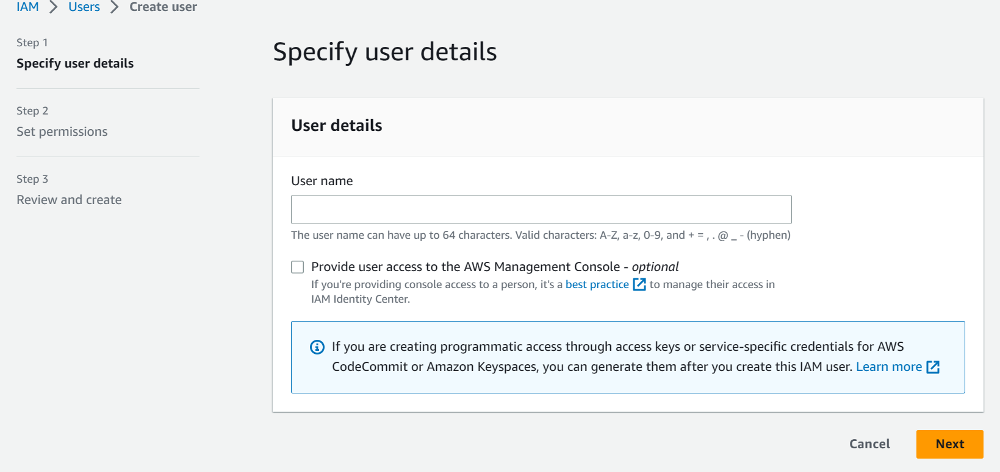 IAM > Users > Create user
Step 1
Specify user details
Step 2
Set permissions
Step 3
Review and create
Specify user details
User details
User name
The user name can have up to 64 characters. Valid characters: A-Z, a-z, 0-9, and + = , . @ _ - (hyphen)
Provide user access to the AWS Management Console - optional
If you're providing console access to a person, it's a best practice to manage their access in
IAM Identity Center.
If you are creating programmatic access through access keys or service-specific credentials for AWS
CodeCommit or Amazon Keyspaces, you can generate them after you create this IAM user. Learn more
Cancel
Next